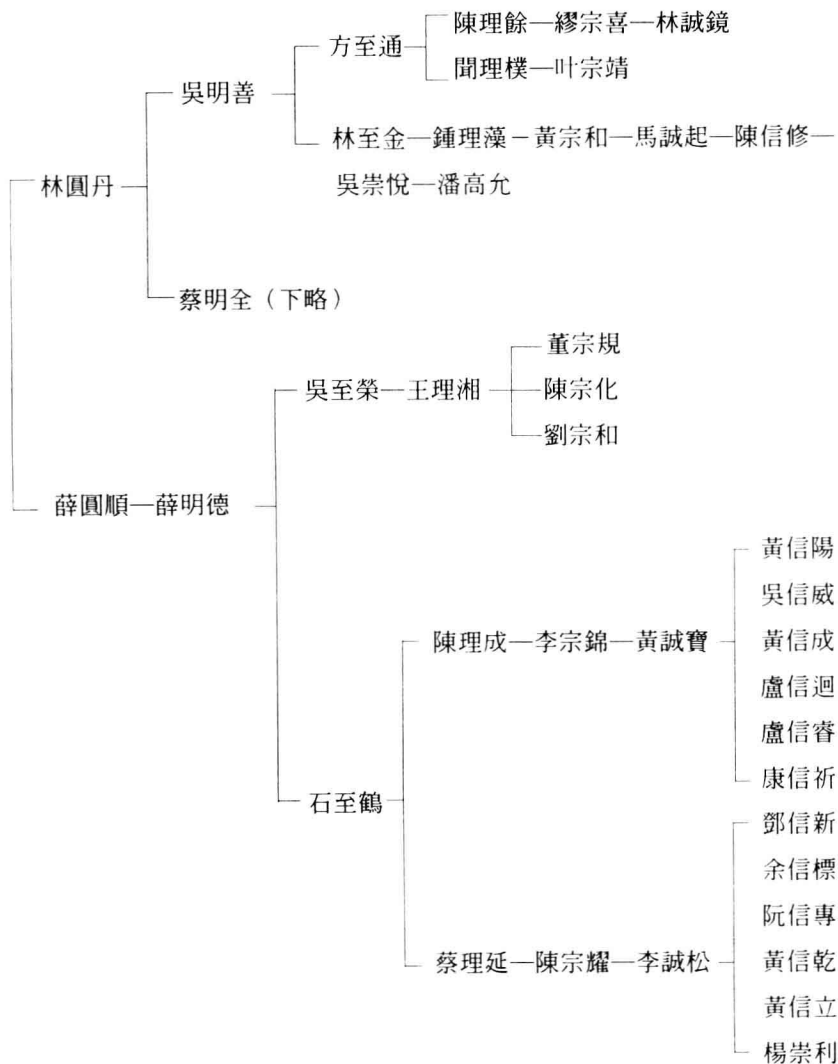 陳理餘—繆宗喜—林誠鏡
方至通
聞理樸—叶宗靖
吳明善
林至金—鍾理藻－黃宗和—馬誠起—陳信修—
吳崇悅—潘高允
林圓丹
蔡明全（下略）
董宗規
吳至榮—王理湘
陳宗化
劉宗和
薛圓順—薛明德
黃信陽
吳信威
陳理成—李宗錦—黃誠寶
黃信成
盧信迴
盧信睿
康信祈
石至鶴
鄧信新
余信標
阮信專
蔡理延—陳宗耀—李誠松
黃信乾
黃信立
楊崇利